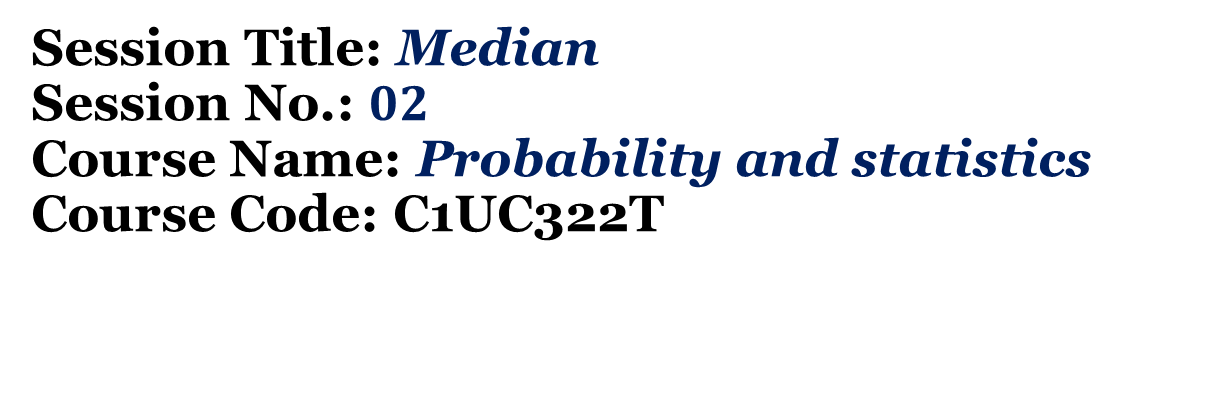 Session Title: Median
Session No.: 02
Course Name: Probability and statistics
Course Code: C1UC322T